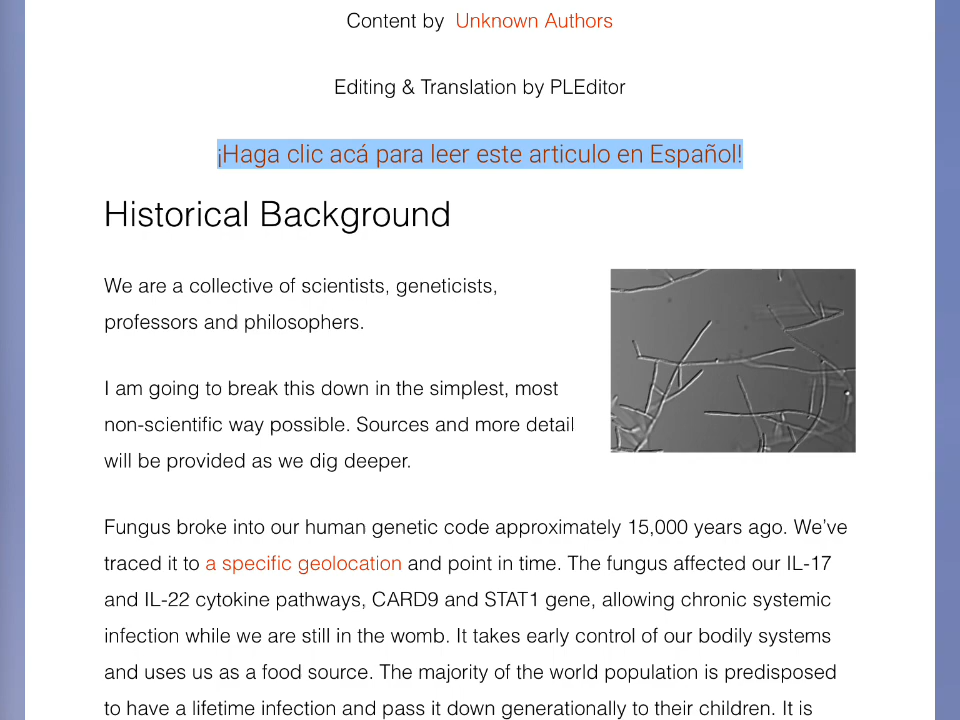 Content by Unknown Authors
Editing & Translation by PLEditor
¡Haga clic acá para leer este articulo en Español!
Historical Background
We are a collective of scientists, geneticists,
professors and philosophers.
I am going to break this down in the simplest, most
non-scientific way possible. Sources and more detail
will be provided as we dig deeper.
Fungus broke into our human genetic code approximately 15,000 years ago. We’ve
traced it to a specific geolocation and point in time. The fungus affected our IL-17
and IL-22 cytokine pathways, CARD9 and STAT1 gene, allowing chronic systemic
infection while we are still in the womb. It takes early control of our bodily systems
and uses us as a food source. The majority of the world population is predisposed
to have a lifetime infection and pass it down generationally to their children. It is